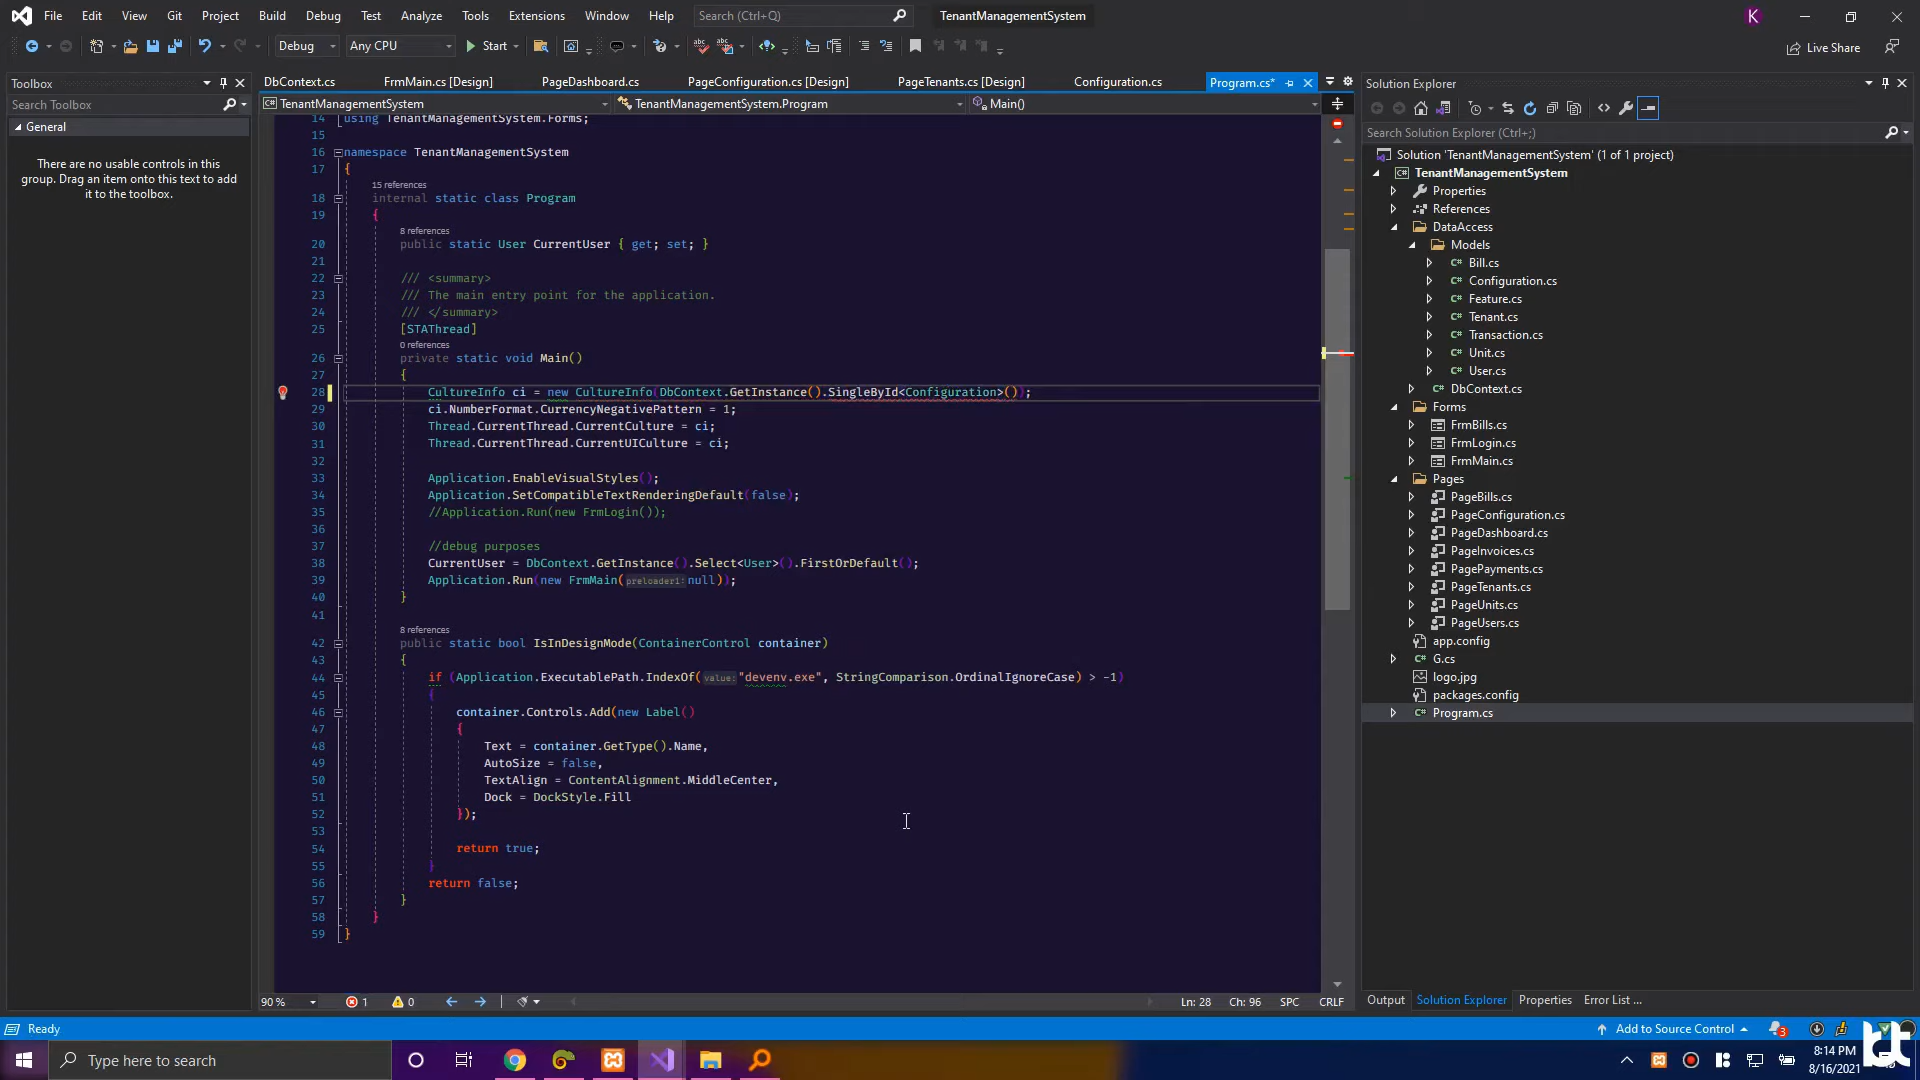 File Edit View Git Project Build Debug Test Analyze Tools Extensions Window Help Search (Ctrl+Q) TenantManagementSystem K
Debug Any CPU Start Live Share
Toolbox
Search Toolbox
General
There are no usable controls in this
group. Drag an item onto this text to add
it to the toolbox.
DbContext.cs FrmMain.cs [Design] PageDashboard.cs PageConfiguration.cs [Design] PageTenants.cs [Design] Configuration.cs Program.cs*
TenantManagementSystem TenantManagementSystem.Program Main()
14 using TenantManagementSystem.Forms;
15
16 namespace TenantManagementSystem
17 {
15 references
18 internal static class Program
19 {
8 references
20 public static User CurrentUser { get; set; }
21
22 /// <summary>
23 /// The main entry point for the application.
24 /// </summary>
25 [STAThread]
0 references
26 private static void Main()
27 {
28 CultureInfo ci = new CultureInfo(DbContext.GetInstance().SingleById<Configuration>());
29 ci.NumberFormat.CurrencyNegativePattern = 1;
30 Thread.CurrentThread.CurrentCulture = ci;
31 Thread.CurrentThread.CurrentUICulture = ci;
32
33 Application.EnableVisualStyles();
34 Application.SetCompatibleTextRenderingDefault(false);
35 //Application.Run(new FrmLogin());
36
37 //debug purposes
38 CurrentUser = DbContext.GetInstance().Select<User>().FirstOrDefault();
39 Application.Run(new FrmMain(preloader1: null));
40 }
41
8 references
42 public static bool IsInDesignMode(ContainerControl container)
43 {
44 if (Application.ExecutablePath.IndexOf(value: "devenv.exe", StringComparison.OrdinalIgnoreCase) > -1)
45 {
46 container.Controls.Add(new Label()
47 {
48 Text = container.GetType().Name,
49 AutoSize = false,
50 TextAlign = ContentAlignment.MiddleCenter,
51 Dock = DockStyle.Fill
52 });
53
54 return true;
55 }
56 return false;
57 }
58 }
59 }
90 % 1 0 Ln: 28 Ch: 96 SPC CRLF
Solution Explorer
Search Solution Explorer (Ctrl+;)
Solution 'TenantManagementSystem' (1 of 1 project)
TenantManagementSystem
Properties
References
DataAccess
Models
C# Bill.cs
C# Configuration.cs
C# Feature.cs
C# Tenant.cs
C# Transaction.cs
C# Unit.cs
C# User.cs
C# DbContext.cs
Forms
FrmBills.cs
FrmLogin.cs
FrmMain.cs
Pages
PageBills.cs
PageConfiguration.cs
PageDashboard.cs
PageInvoices.cs
PagePayments.cs
PageTenants.cs
PageUnits.cs
PageUsers.cs
app.config
C# G.cs
logo.jpg
packages.config
C# Program.cs
Output Solution Explorer Properties Error List ...
Ready Add to Source Control 3
Type here to search
8:14 PM
8/16/2021